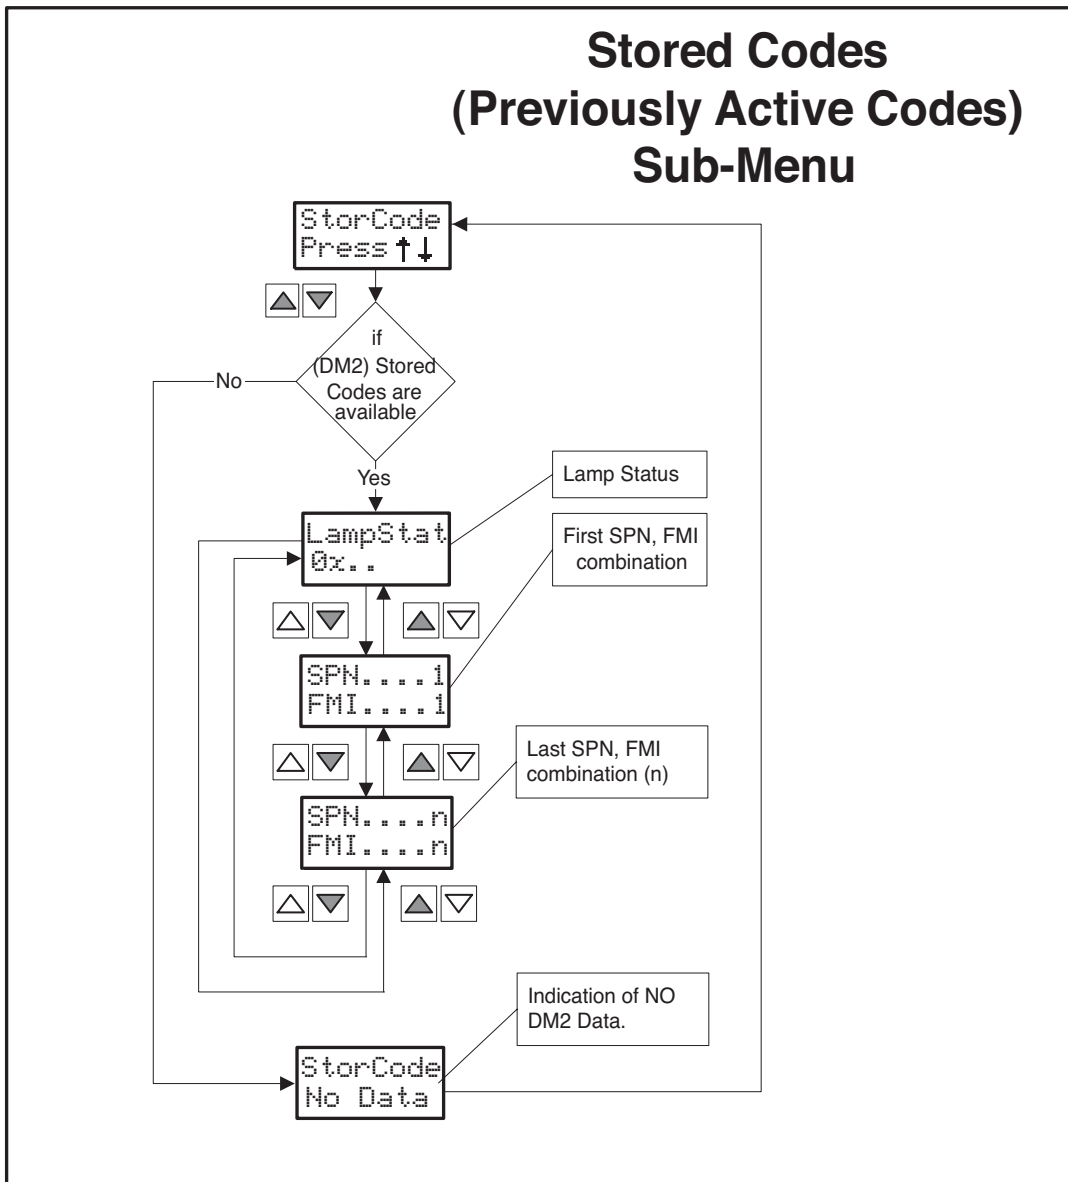 Stored Codes
(Previously Active Codes)
Sub-Menu
StorCode
Press↑↓
if
(DM2) Stored
Codes are
available
No
Yes
Lamp Status
LampStat
0x..
First SPN, FMI
combination
SPN....1
FMI....1
Last SPN, FMI
combination (n)
SPN....n
FMI....n
Indication of NO
DM2 Data.
StorCode
No Data